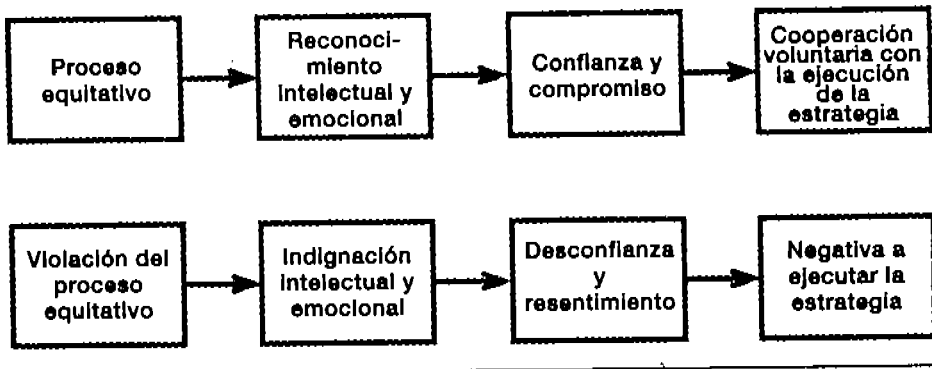 Proceso
equitativo
Reconoci-
miento
intelectual y
emocional
Confianza y
compromiso
Cooperación
voluntaria con
la ejecución
de la
estrategia
Violación del
proceso
equitativo
Indignación
intelectual y
emocional
Desconfianza
y
resentimiento
Negativa a
ejecutar la
estrategia